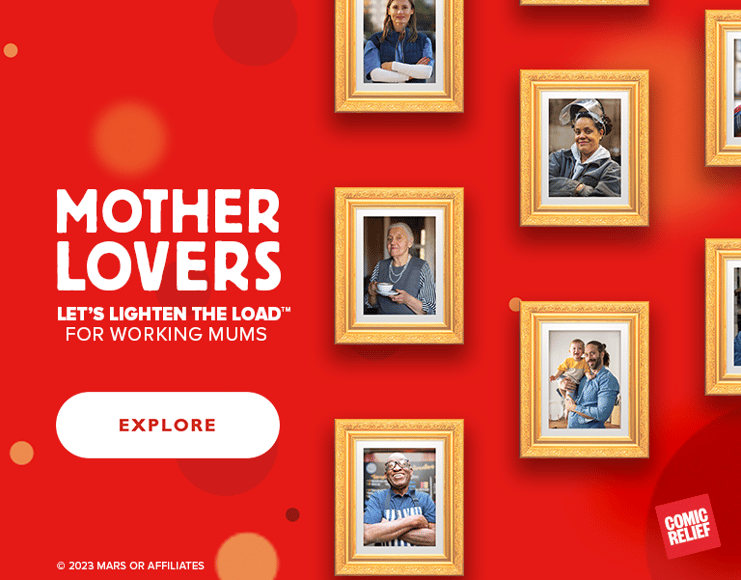 MOTHER
LOVERS
LET'S LIGHTEN THE LOAD™
FOR WORKING MUMS
EXPLORE
COMIC
RELIEF
© 2023 MARS OR AFFILIATES